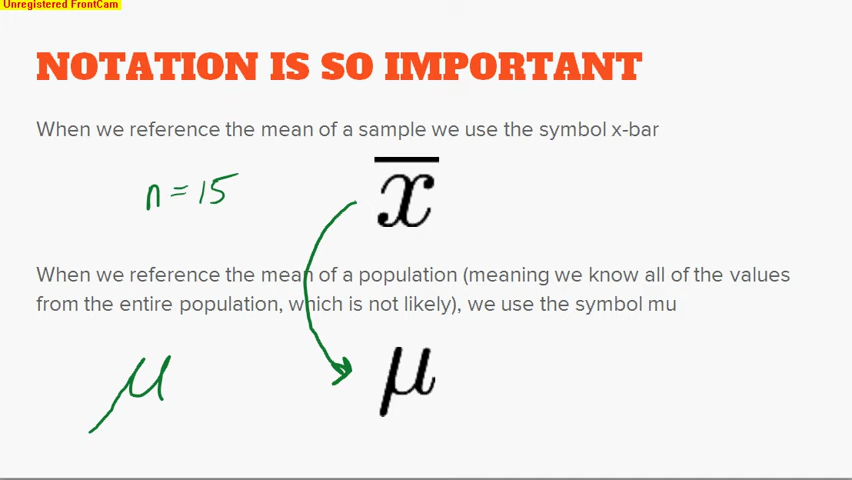 Unregistered FrontCam
NOTATION IS SO IMPORTANT
When we reference the mean of a sample we use the symbol x-bar
n = 15
x̅
When we reference the mean of a population (meaning we know all of the values
from the entire population, which is not likely), we use the symbol mu
μ
μ